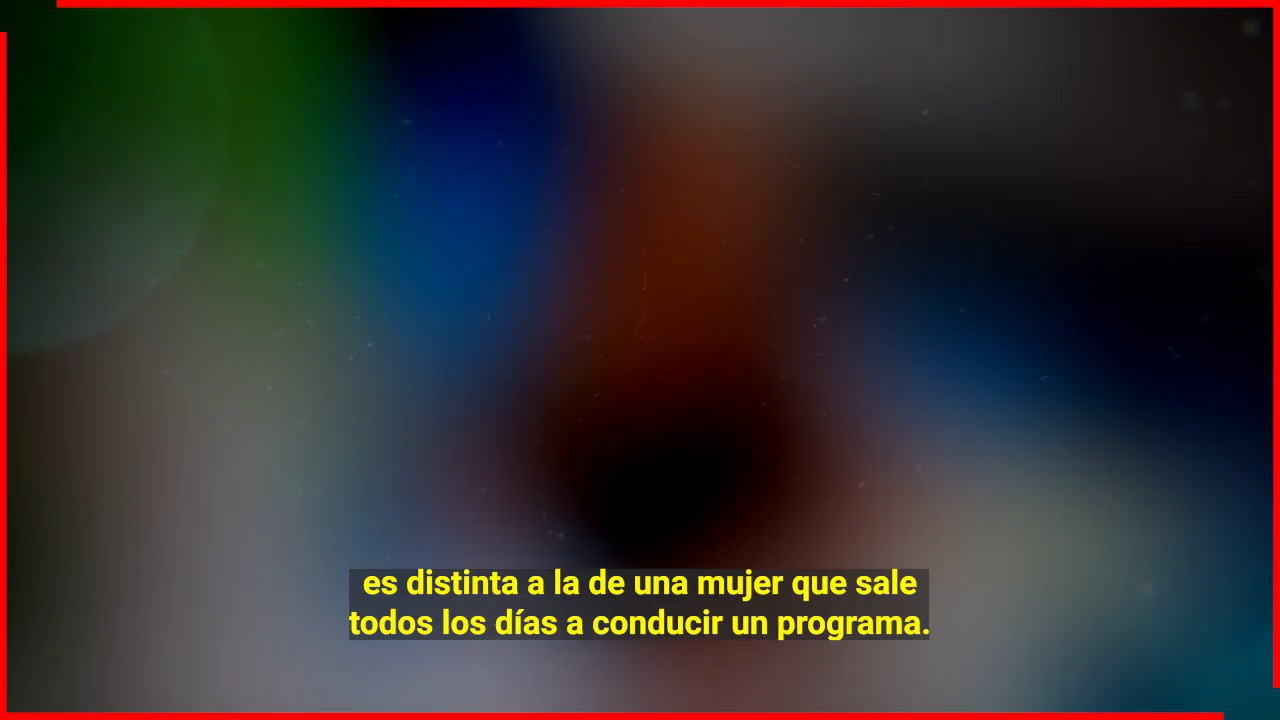 es distinta a la de una mujer que sale
todos los días a conducir un programa.